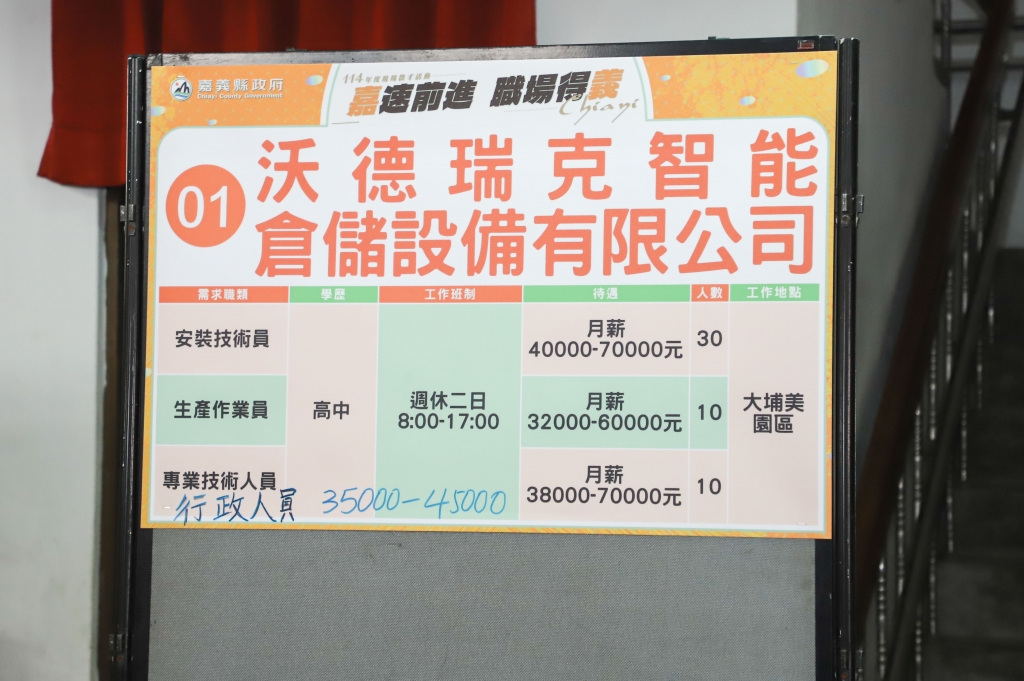 嘉義縣政府
Chiayi County Government
114年度現場徵才活動
嘉速前進 職場得義
Chiayi
01
沃德瑞克智能
倉儲設備有限公司
需求職類 學歷 工作班制 待遇 人數 工作地點
安裝技術員
月薪
40000-70000元
30
生產作業員
高中
週休二日
8:00-17:00
月薪
32000-60000元
10
大埔美
園區
專業技術人員
月薪
38000-70000元
10
行政人員 35000-45000